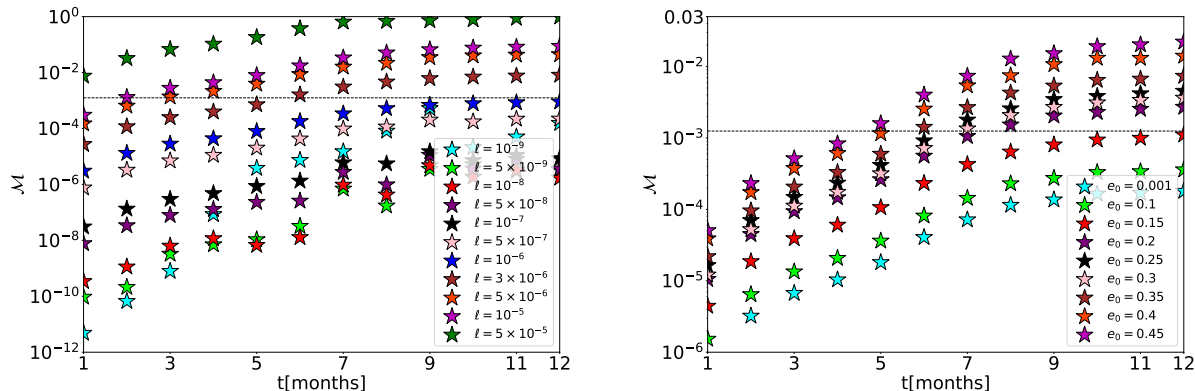 10^0
10^{-2}
10^{-4}
10^{-6}
10^{-8}
10^{-10}
10^{-12}
ℳ
ℓ = 10^{-9}
ℓ = 5 × 10^{-9}
ℓ = 10^{-8}
ℓ = 5 × 10^{-8}
ℓ = 10^{-7}
ℓ = 5 × 10^{-7}
ℓ = 10^{-6}
ℓ = 3 × 10^{-6}
ℓ = 5 × 10^{-6}
ℓ = 10^{-5}
ℓ = 5 × 10^{-5}
1 3 5 7 9 11 12
t[months]
0.03
10^{-2}
10^{-3}
10^{-4}
10^{-5}
10^{-6}
ℳ
e_0 = 0.001
e_0 = 0.1
e_0 = 0.15
e_0 = 0.2
e_0 = 0.25
e_0 = 0.3
e_0 = 0.35
e_0 = 0.4
e_0 = 0.45
1 3 5 7 9 11 12
t[months]